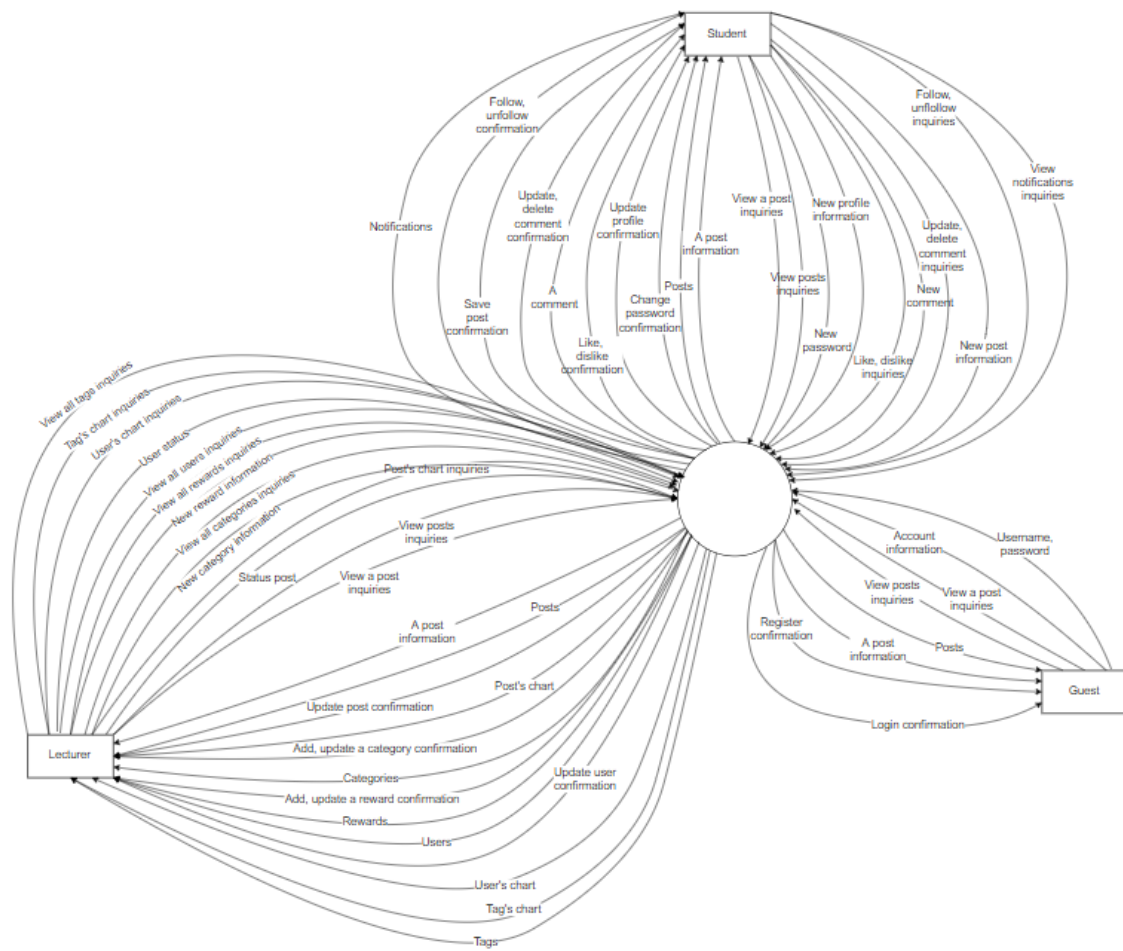 Student
Follow,
unfollow
confirmation
Follow,
unflollow
inquiries
View
notifications
inquiries
Notifications
Update,
delete
comment
confirmation
Update
profile
confirmation
View a post
inquiries
New profile
information
Update,
delete
comment
inquiries
A post
information
Save
post
confirmation
A
comment
Change
password
confirmation
Posts
View posts
inquiries
New
comment
Like,
dislike
confirmation
New
password
Like, dislike
inquiries
New post
information
View all tags inquiries
Tag's chart inquiries
User's chart inquiries
User status
View all users inquiries
View all rewards inquiries
New reward information
View all categories inquiries
New category information
Post's chart inquiries
Status post
View posts
inquiries
View a post
inquiries
Account
information
Username,
password
View posts
inquiries
View a post
inquiries
Register
confirmation
A post
information
Posts
Guest
Login confirmation
Posts
A post
information
Post's chart
Update post confirmation
Lecturer
Add, update a category confirmation
Categories
Update user
confirmation
Add, update a reward confirmation
Rewards
Users
User's chart
Tag's chart
Tags